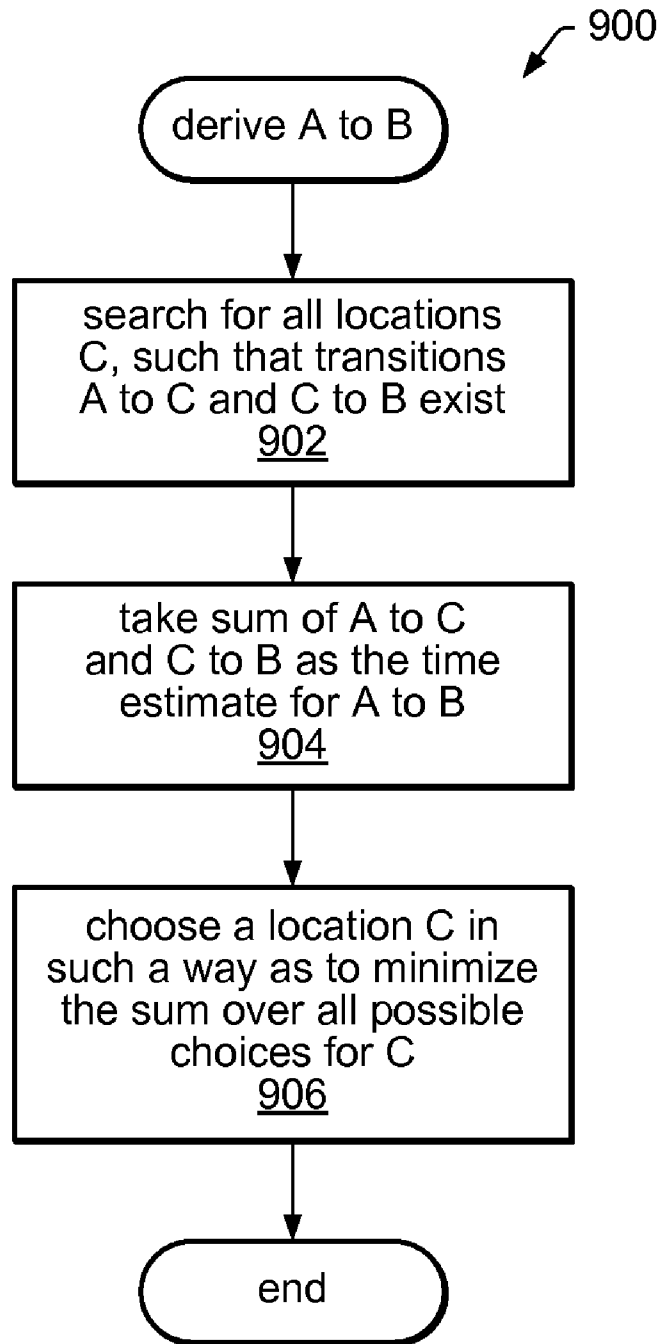 900
derive A to B
search for all locations
C, such that transitions
A to C and C to B exist
902
take sum of A to C
and C to B as the time
estimate for A to B
904
choose a location C in
such a way as to minimize
the sum over all possible
choices for C
906
end